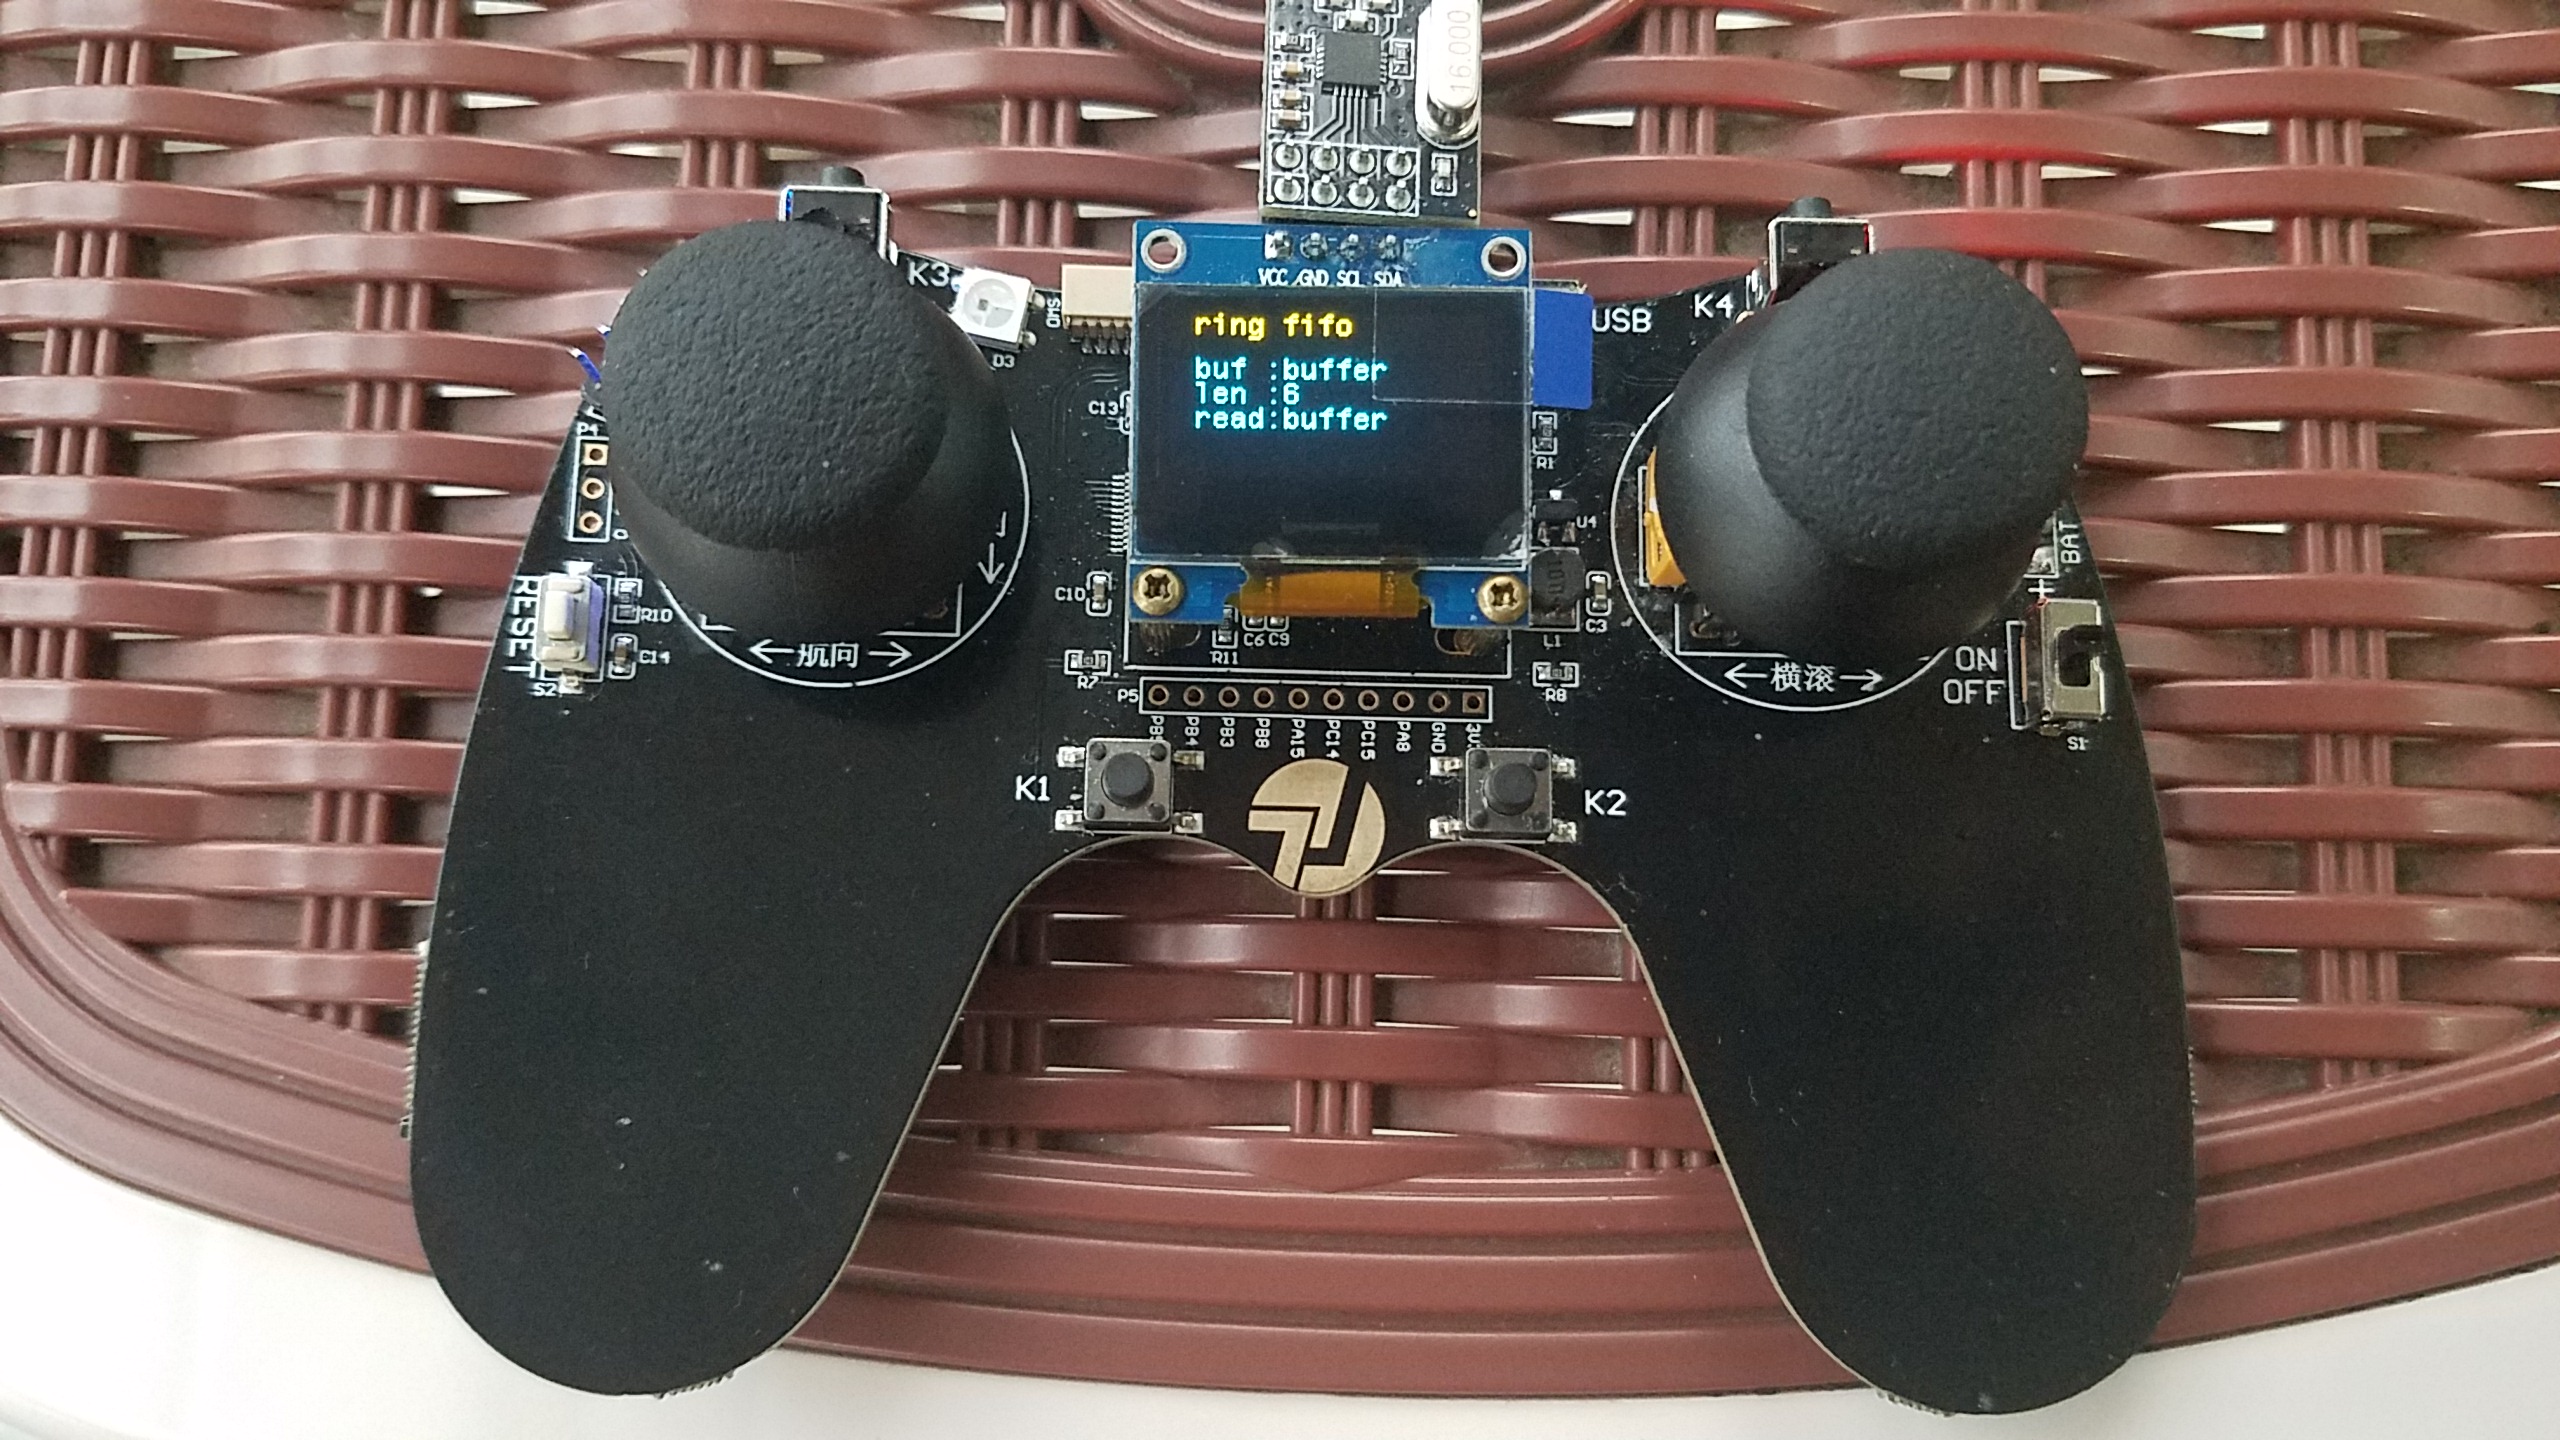 16.000
K3
D3
SWD
VCC GND SCL SDA
ring fifo
buf :buffer
len :6
read:buffer
USB
K4
P4
C13
R1
U4
BAT
+
RESET
R10
C14
S2
C10
C6 C9
R11
L1
C3
← 航向 →
← 横滚 →
ON
OFF
S1
R7
R8
P5
PB4
PB3
PB8
PA15
PC14
PC15
PA8
GND
K1
K2